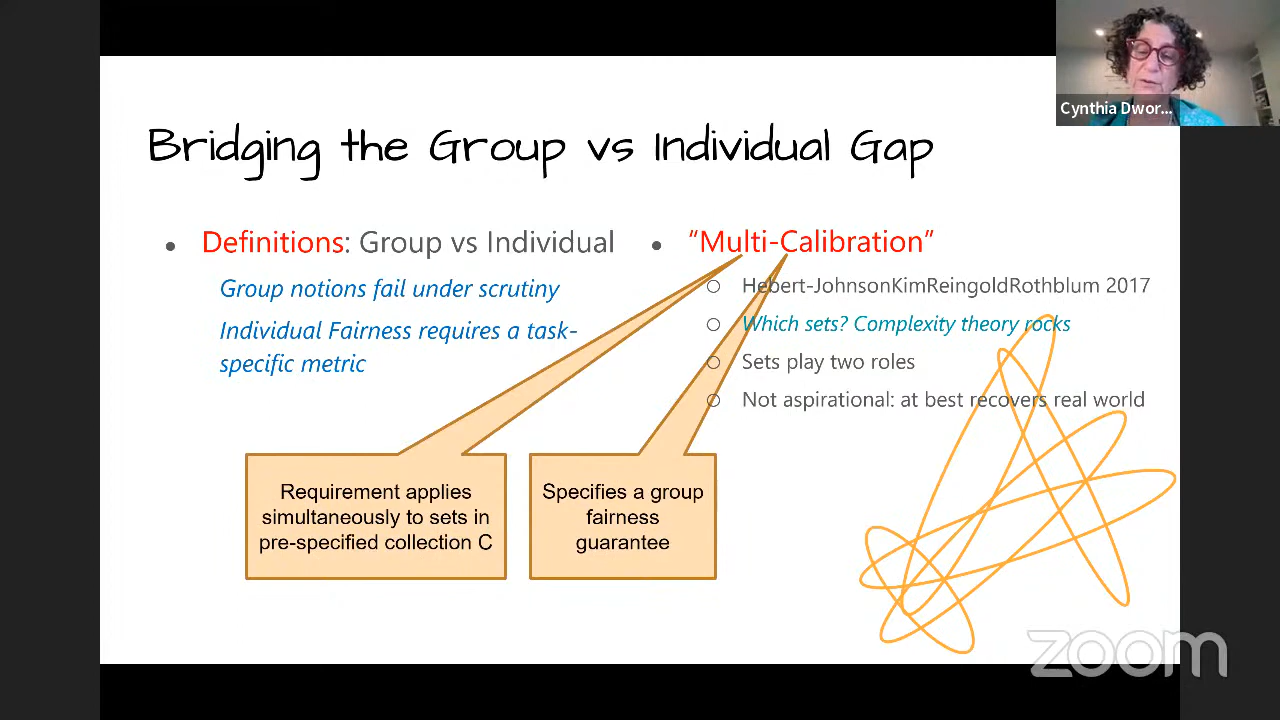 Cynthia Dwor...
Bridging the Group vs Individual Gap
• Definitions: Group vs Individual
Group notions fail under scrutiny
Individual Fairness requires a task-
specific metric
• "Multi-Calibration"
○ Hebert-JohnsonKimReingoldRothblum 2017
○ Which sets? Complexity theory rocks
○ Sets play two roles
○ Not aspirational: at best recovers real world
Requirement applies
simultaneously to sets in
pre-specified collection C
Specifies a group
fairness
guarantee
zoom